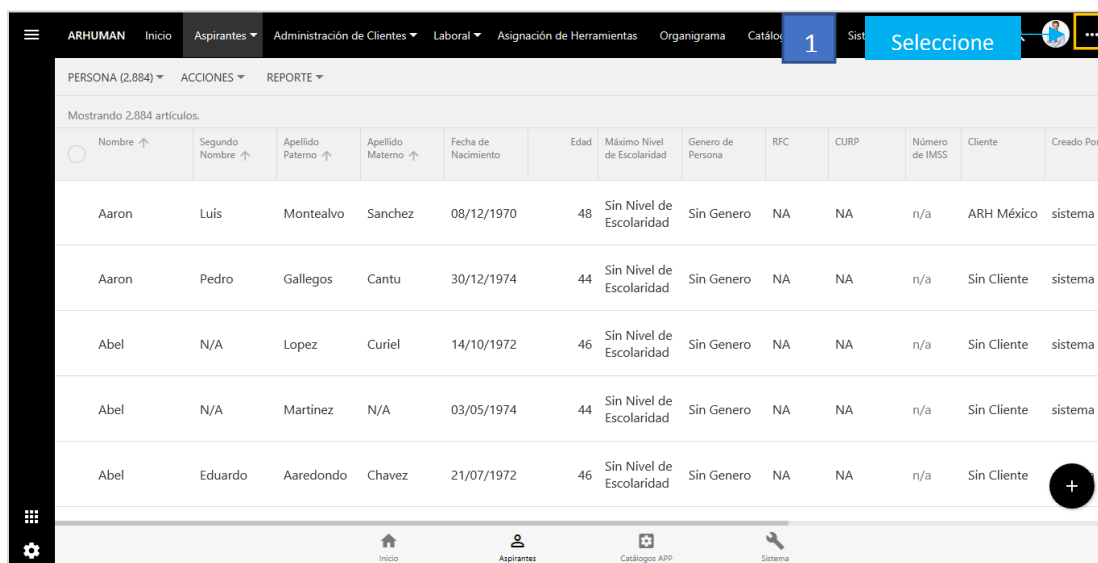 ARHUMAN Inicio Aspirantes Administración de Clientes Laboral Asignación de Herramientas Organigrama
1
Seleccione
PERSONA (2,884) ACCIONES REPORTE
Mostrando 2,884 artículos.
Nombre Segundo Nombre Apellido Paterno Apellido Materno Fecha de Nacimiento Edad Máximo Nivel de Escolaridad Genero de Persona RFC CURP Número de IMSS Cliente Creado Por
Aaron Luis Montealvo Sanchez 08/12/1970 48 Sin Nivel de Escolaridad Sin Genero NA NA n/a ARH México sistema
Aaron Pedro Gallegos Cantu 30/12/1974 44 Sin Nivel de Escolaridad Sin Genero NA NA n/a Sin Cliente sistema
Abel N/A Lopez Curiel 14/10/1972 46 Sin Nivel de Escolaridad Sin Genero NA NA n/a Sin Cliente sistema
Abel N/A Martinez N/A 03/05/1974 44 Sin Nivel de Escolaridad Sin Genero NA NA n/a Sin Cliente sistema
Abel Eduardo Aaredondo Chavez 21/07/1972 46 Sin Nivel de Escolaridad Sin Genero NA NA n/a Sin Cliente
Inicio Aspirantes Catálogos APP Sistema